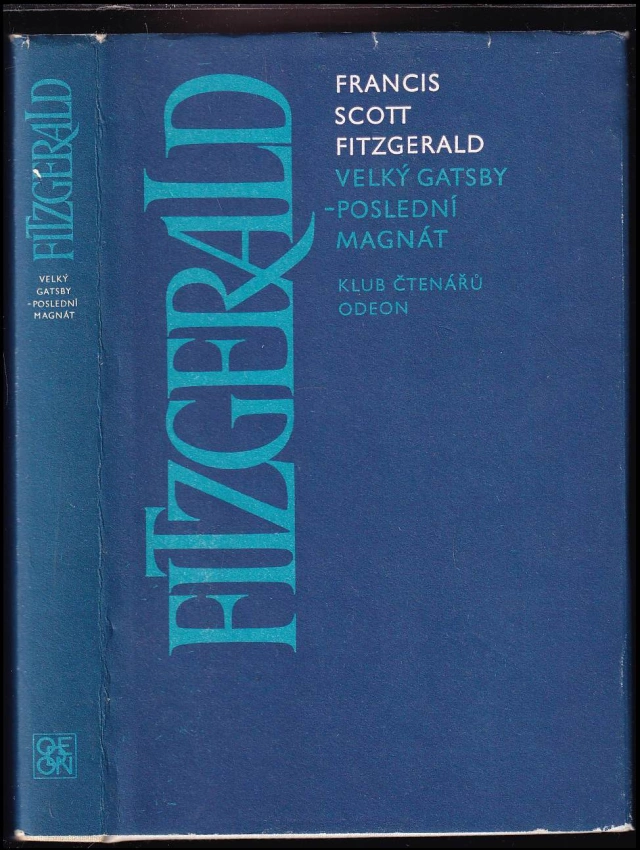 FITZGERALD
VELKÝ
GATSBY
-POSLEDNÍ
MAGNÁT
ODEON
FITZGERALD
FRANCIS
SCOTT
FITZGERALD
VELKÝ GATSBY
-POSLEDNÍ
MAGNÁT
KLUB ČTENÁŘŮ
ODEON